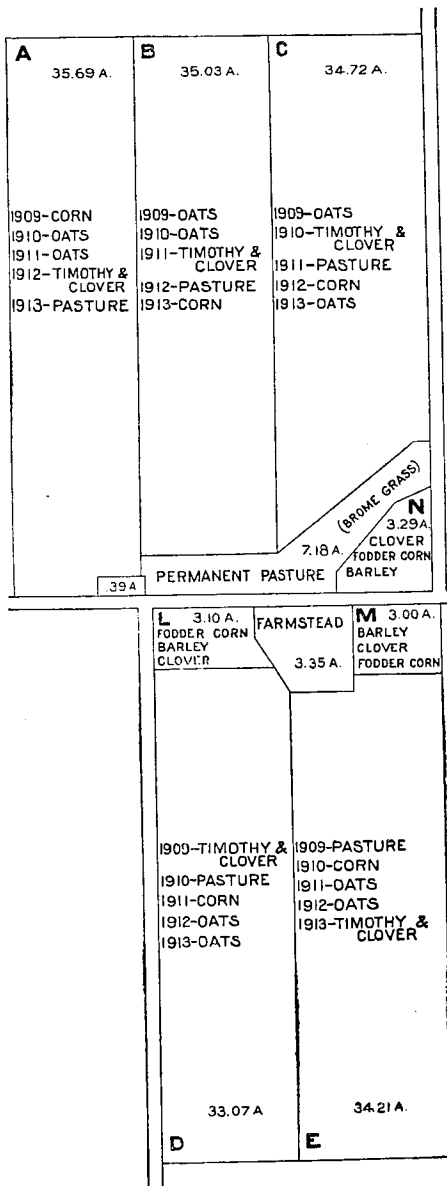 A
35.69 A.
1909-CORN
1910-OATS
1911-OATS
1912-TIMOTHY &
CLOVER
1913-PASTURE
B
35.03 A.
1909-OATS
1910-OATS
1911-TIMOTHY &
CLOVER
1912-PASTURE
1913-CORN
C
34.72 A.
1909-OATS
1910-TIMOTHY &
CLOVER
1911-PASTURE
1912-CORN
1913-OATS
(BROME GRASS)
7.18 A.
PERMANENT PASTURE
.39 A
N
3.29 A.
CLOVER
FODDER CORN
BARLEY
L 3.10 A.
FODDER CORN
BARLEY
CLOVER
FARMSTEAD
3.35 A.
M 3.00 A.
BARLEY
CLOVER
FODDER CORN
1909-TIMOTHY &
CLOVER
1910-PASTURE
1911-CORN
1912-OATS
1913-OATS
33.07 A
D
1909-PASTURE
1910-CORN
1911-OATS
1912-OATS
1913-TIMOTHY &
CLOVER
34.21 A.
E